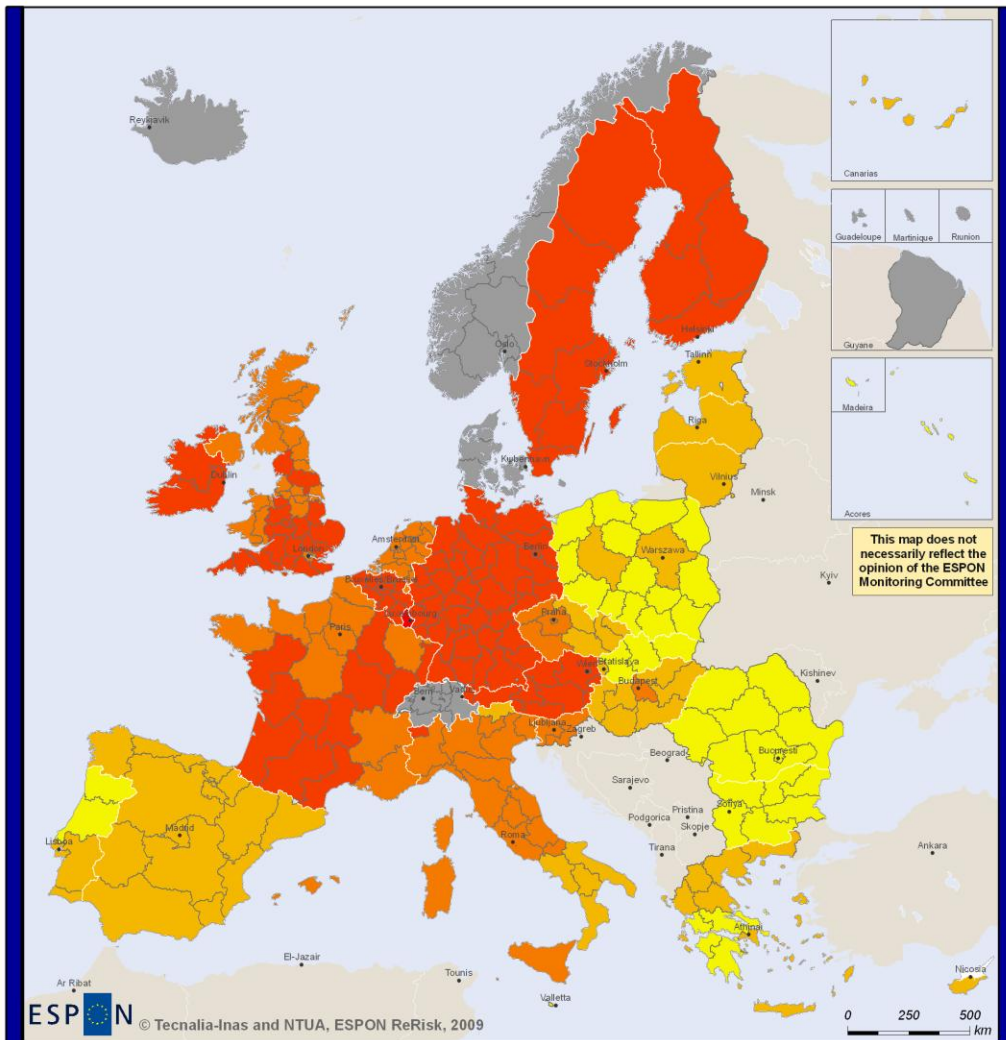 Reykjavik
Canarias
Guadeloupe
Martinique
Reunion
Guyane
Oslo
Helsinki
Stockholm
Tallinn
Madeira
Riga
Dublin
København
Vilnius
Minsk
Acores
London
Amsterdam
Berlin
Warszawa
This map does not
necessarily reflect the
opinion of the ESPON
Monitoring Committee
Kyiv
Paris
Praha
Bratislava
Kishinev
Bern
Budapest
Ljubljana
Zagreb
Beograd
Bucuresti
Sarajevo
Pristina
Sofiya
Podgorica
Skopje
Madrid
Roma
Tirana
Ankara
Lisboa
Athinai
El-Jazair
Tounis
Nicosia
Ar Ribat
Valletta
ESPON
© Tecnalia-Inas and NTUA, ESPON ReRisk, 2009
0 250 500
km